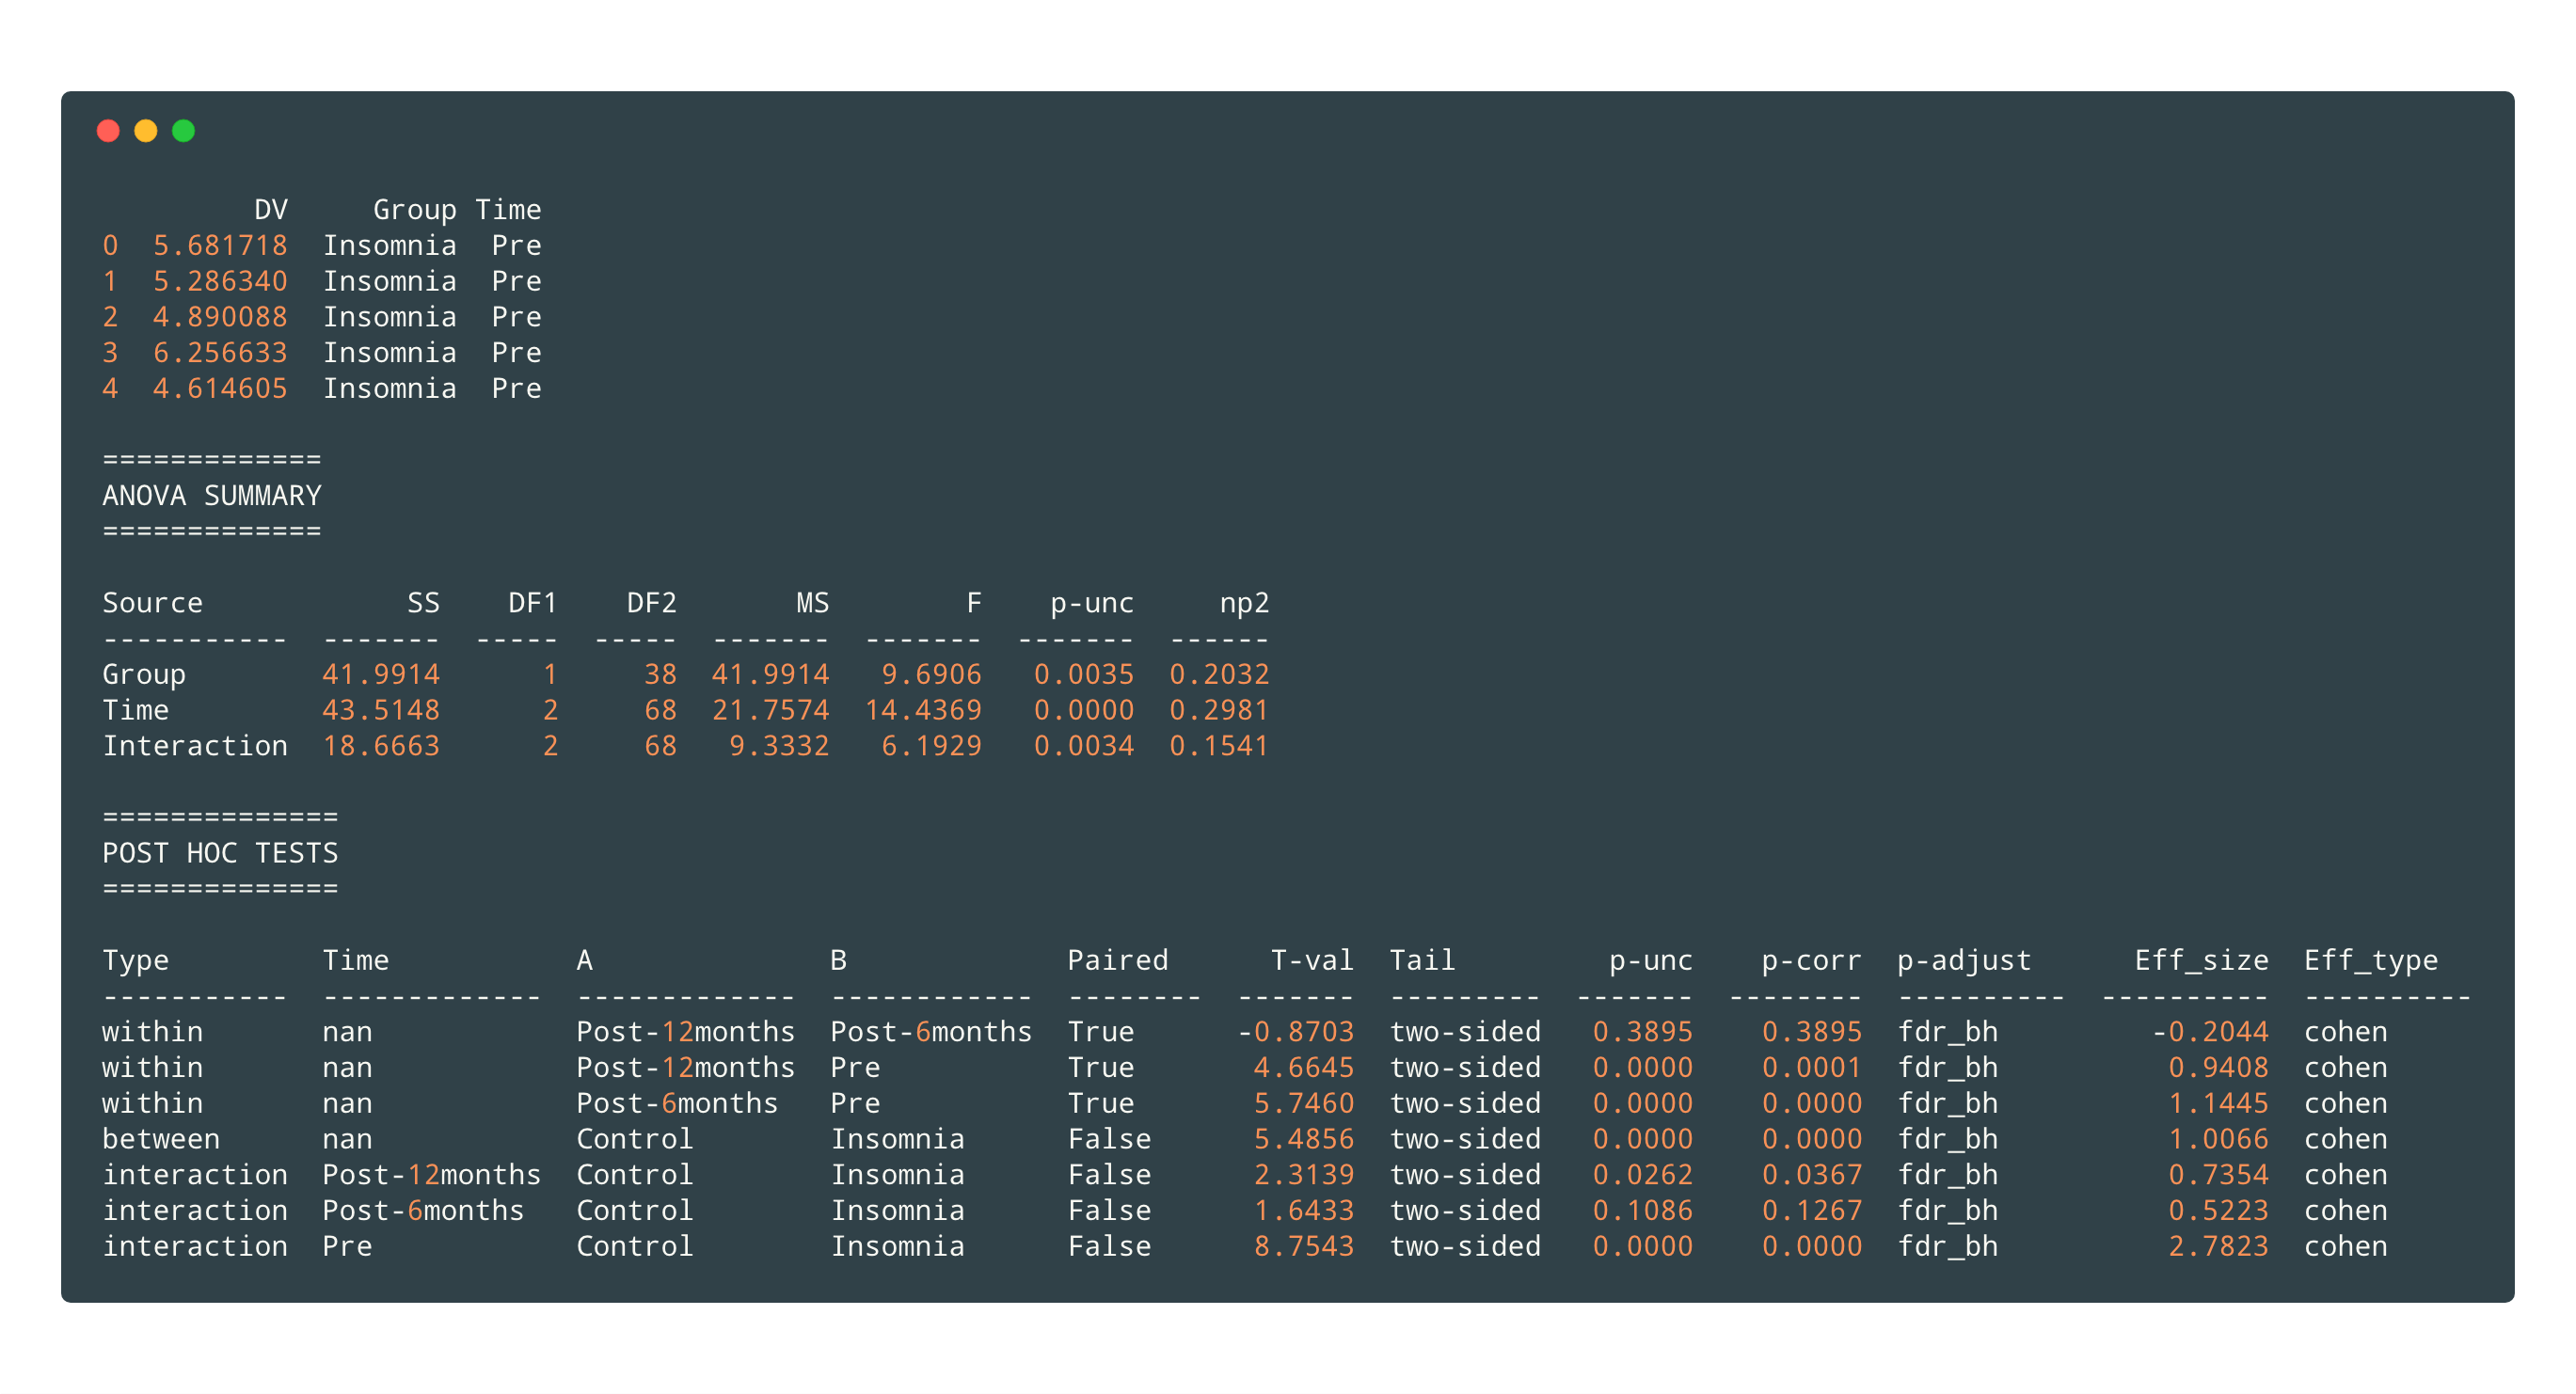 DV Group Time
0 5.681718 Insomnia Pre
1 5.286340 Insomnia Pre
2 4.890088 Insomnia Pre
3 6.256633 Insomnia Pre
4 4.614605 Insomnia Pre
=============
ANOVA SUMMARY
=============
Source SS DF1 DF2 MS F p-unc np2
----------- ------- ----- ----- ------- ------- ------- ------
Group 41.9914 1 38 41.9914 9.6906 0.0035 0.2032
Time 43.5148 2 68 21.7574 14.4369 0.0000 0.2981
Interaction 18.6663 2 68 9.3332 6.1929 0.0034 0.1541
==============
POST HOC TESTS
==============
Type Time A B Paired T-val Tail p-unc p-corr p-adjust Eff_size Eff_type
----------- ------------- ------------- ------------ -------- ------- --------- ------- -------- ---------- ---------- ----------
within nan Post-12months Post-6months True -0.8703 two-sided 0.3895 0.3895 fdr_bh -0.2044 cohen
within nan Post-12months Pre True 4.6645 two-sided 0.0000 0.0001 fdr_bh 0.9408 cohen
within nan Post-6months Pre True 5.7460 two-sided 0.0000 0.0000 fdr_bh 1.1445 cohen
between nan Control Insomnia False 5.4856 two-sided 0.0000 0.0000 fdr_bh 1.0066 cohen
interaction Post-12months Control Insomnia False 2.3139 two-sided 0.0262 0.0367 fdr_bh 0.7354 cohen
interaction Post-6months Control Insomnia False 1.6433 two-sided 0.1086 0.1267 fdr_bh 0.5223 cohen
interaction Pre Control Insomnia False 8.7543 two-sided 0.0000 0.0000 fdr_bh 2.7823 cohen